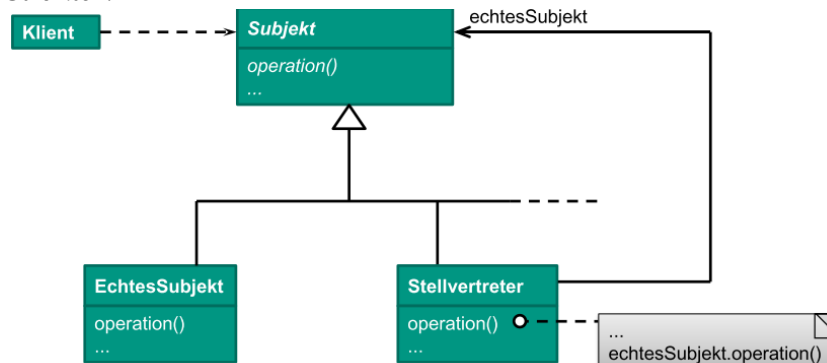 Klient
Subjekt
echtesSubjekt
operation()
...
EchtesSubjekt
operation()
...
Stellvertreter
operation()
...
...
echtesSubjekt.operation()